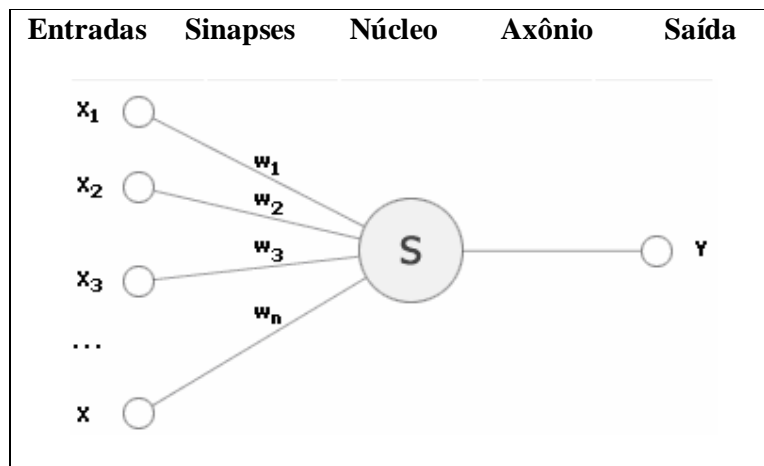 Entradas Sinapses Núcleo Axônio Saída
X1
w1
X2
w2
w3
S
Y
X3
wn
...
X